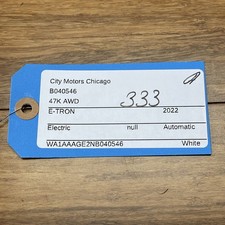 City Motors Chicago
B040546
47K AWD 333
E-TRON 2022
Electric null Automatic
WA1AAAGE2NB040546
White